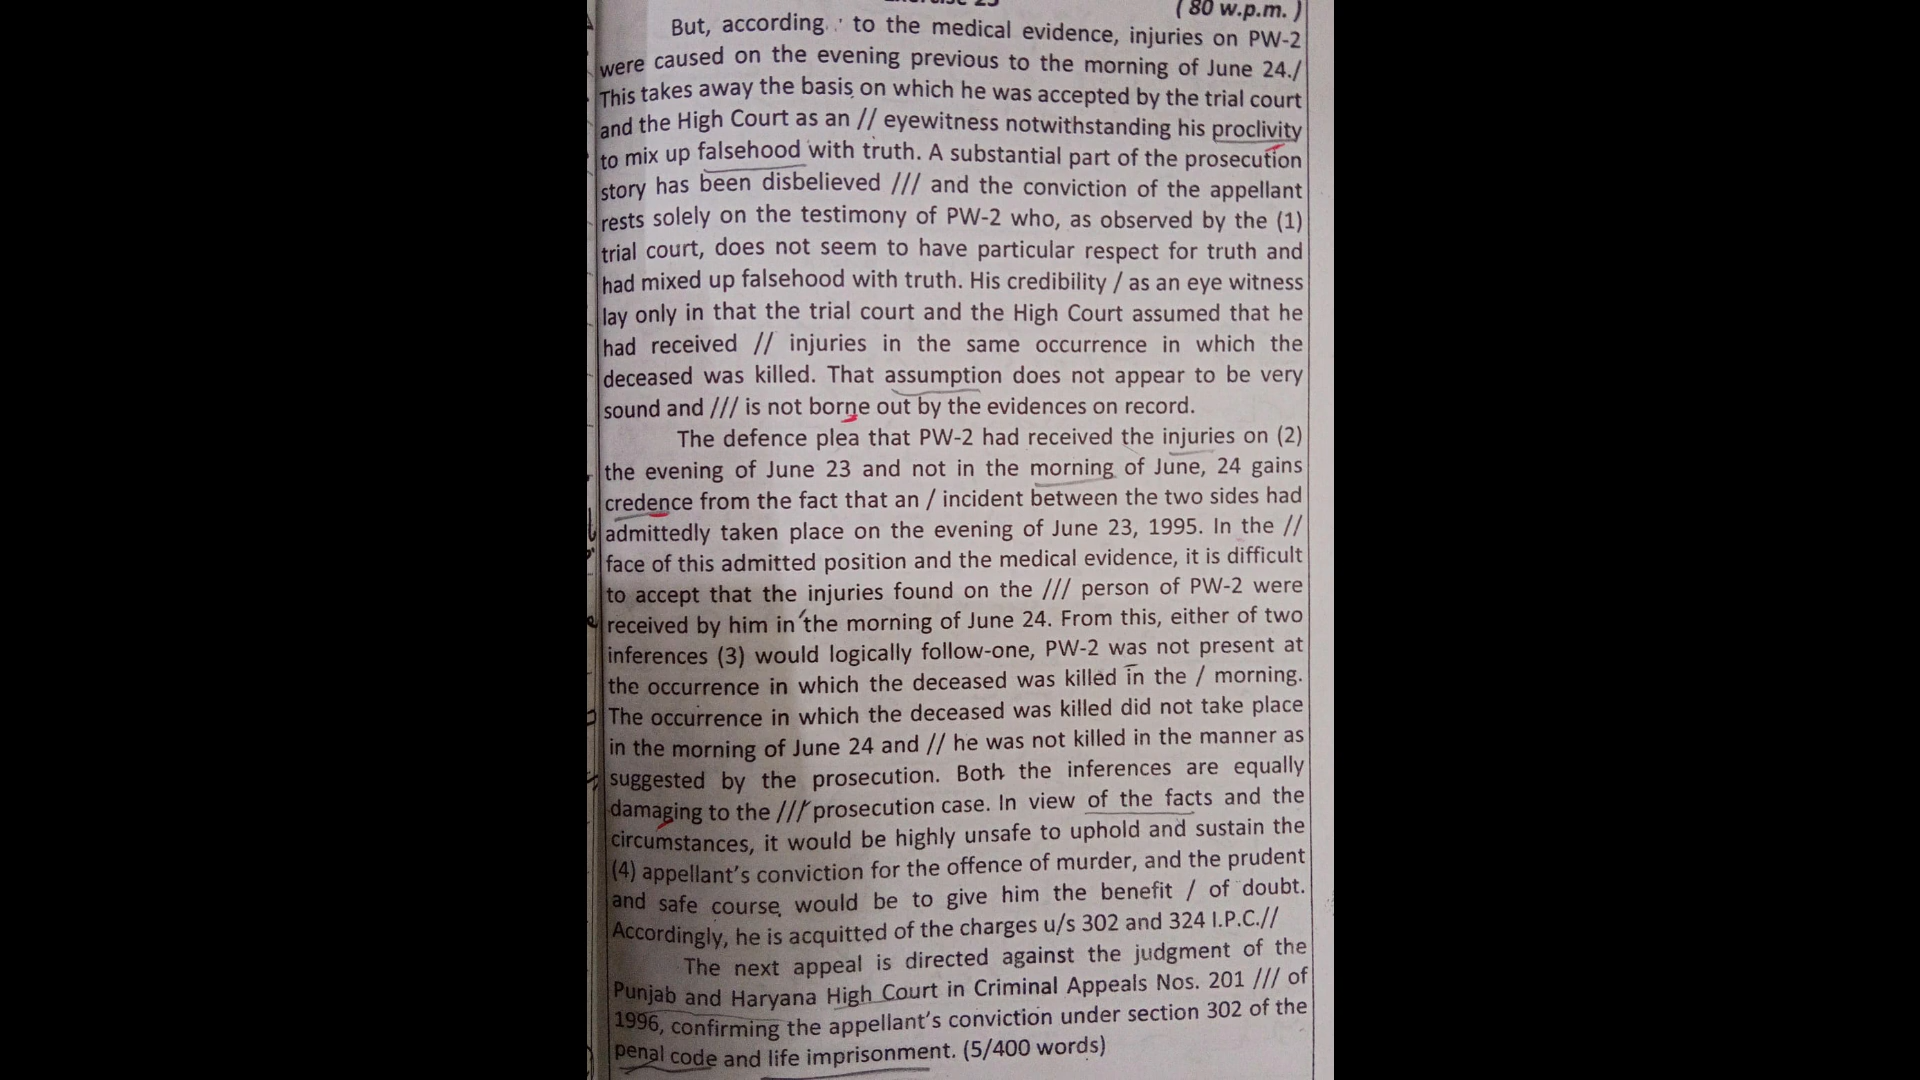 ( 80 w.p.m. )
But, according to the medical evidence, injuries on PW-2
were caused on the evening previous to the morning of June 24./
This takes away the basis on which he was accepted by the trial court
and the High Court as an // eyewitness notwithstanding his proclivity
to mix up falsehood with truth. A substantial part of the prosecution
story has been disbelieved /// and the conviction of the appellant
rests solely on the testimony of PW-2 who, as observed by the (1)
trial court, does not seem to have particular respect for truth and
had mixed up falsehood with truth. His credibility / as an eye witness
lay only in that the trial court and the High Court assumed that he
had received // injuries in the same occurrence in which the
deceased was killed. That assumption does not appear to be very
sound and /// is not borne out by the evidences on record.
The defence plea that PW-2 had received the injuries on (2)
the evening of June 23 and not in the morning of June, 24 gains
credence from the fact that an / incident between the two sides had
admittedly taken place on the evening of June 23, 1995. In the //
face of this admitted position and the medical evidence, it is difficult
to accept that the injuries found on the /// person of PW-2 were
received by him in the morning of June 24. From this, either of two
inferences (3) would logically follow-one, PW-2 was not present at
the occurrence in which the deceased was killed in the / morning.
The occurrence in which the deceased was killed did not take place
in the morning of June 24 and // he was not killed in the manner as
suggested by the prosecution. Both the inferences are equally
damaging to the /// prosecution case. In view of the facts and the
circumstances, it would be highly unsafe to uphold and sustain the
(4) appellant's conviction for the offence of murder, and the prudent
and safe course would be to give him the benefit / of doubt.
Accordingly, he is acquitted of the charges u/s 302 and 324 I.P.C.//
The next appeal is directed against the judgment of the
Punjab and Haryana High Court in Criminal Appeals Nos. 201 /// of
1996, confirming the appellant's conviction under section 302 of the
penal code and life imprisonment. (5/400 words)